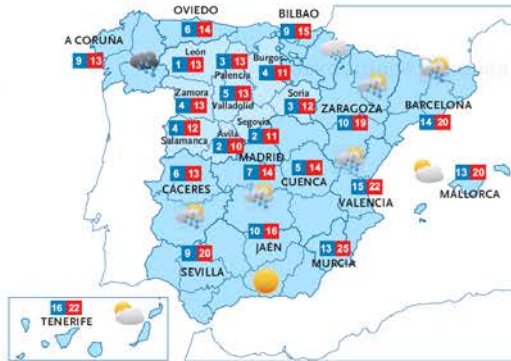 OVIEDO
6 14
BILBAO
9 15
A CORUÑA
9 13
León
1 13
3 13
Palencia
Burgos
4 11
Zamora
4 13
5 13
Valladolid
Soria
3 12
ZARAGOZA
10 19
BARCELONA
14 20
4 12
Salamanca
Ávila
2 10
Segovia
2 11
MADRID
7 14
5 14
CUENCA
6 13
CÁCERES
15 22
VALENCIA
13 20
MALLORCA
10 16
JAÉN
9 20
SEVILLA
13 25
MURCIA
16 22
TENERIFE